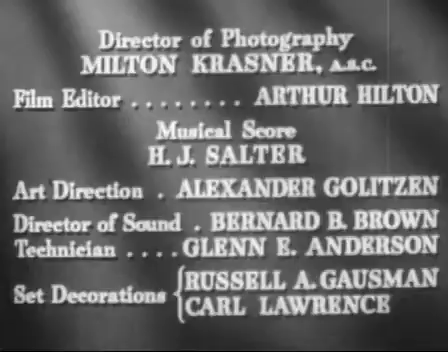 Director of Photography
MILTON KRASNER, A.S.C.
Film Editor . . . . . . . . ARTHUR HILTON
Musical Score
H. J. SALTER
Art Direction . ALEXANDER GOLITZEN
Director of Sound . BERNARD B. BROWN
Technician . . . . GLENN E. ANDERSON
Set Decorations { RUSSELL A. GAUSMAN
CARL LAWRENCE